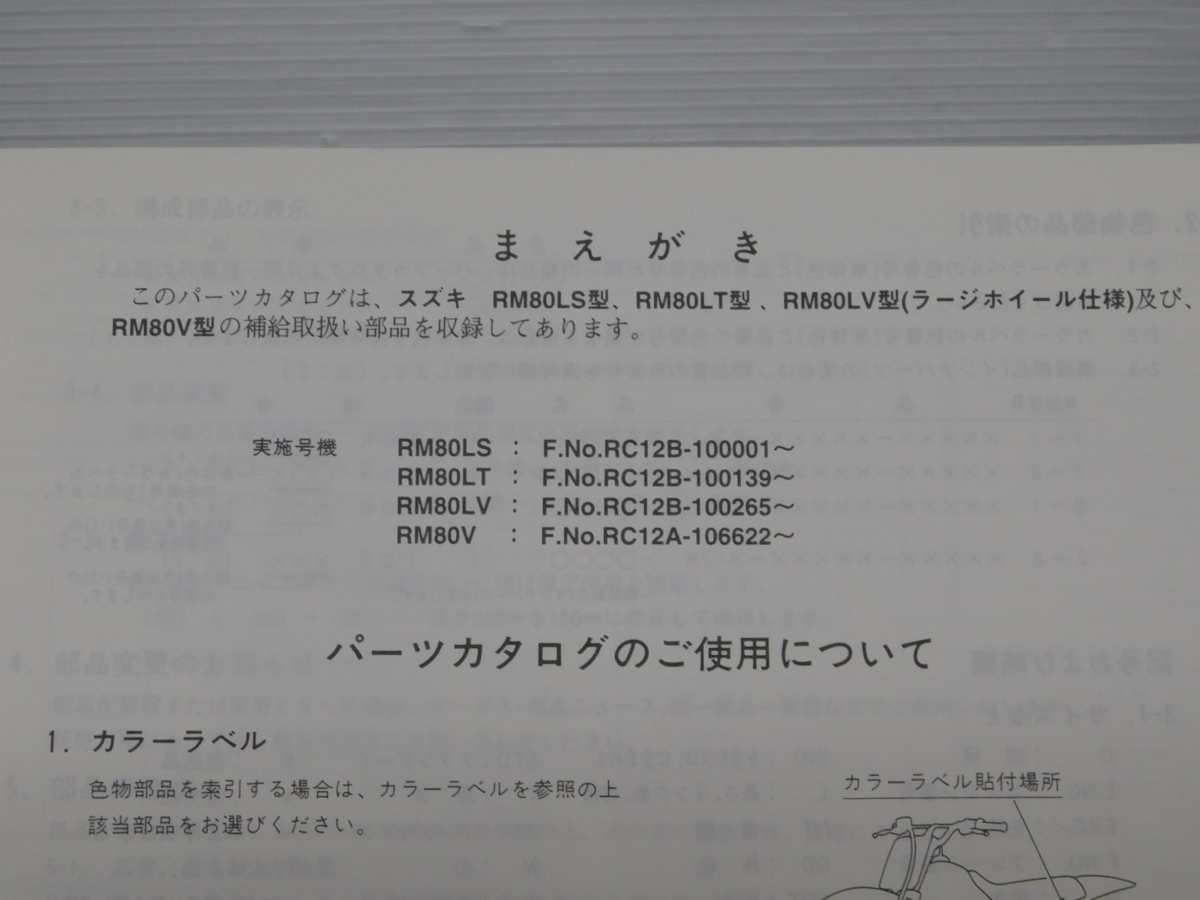 まえがき
このパーツカタログは、スズキ RM80LS型、RM80LT型、RM80LV型(ラージホイール仕様)及び、
RM80V型の補給取扱い部品を収録してあります。
実施号機 RM80LS : F.No.RC12B-100001～
RM80LT : F.No.RC12B-100139～
RM80LV : F.No.RC12B-100265～
RM80V : F.No.RC12A-106622～
パーツカタログのご使用について
1. カラーラベル
色物部品を索引する場合は、カラーラベルを参照の上
該当部品をお選びください。
カラーラベル貼付場所